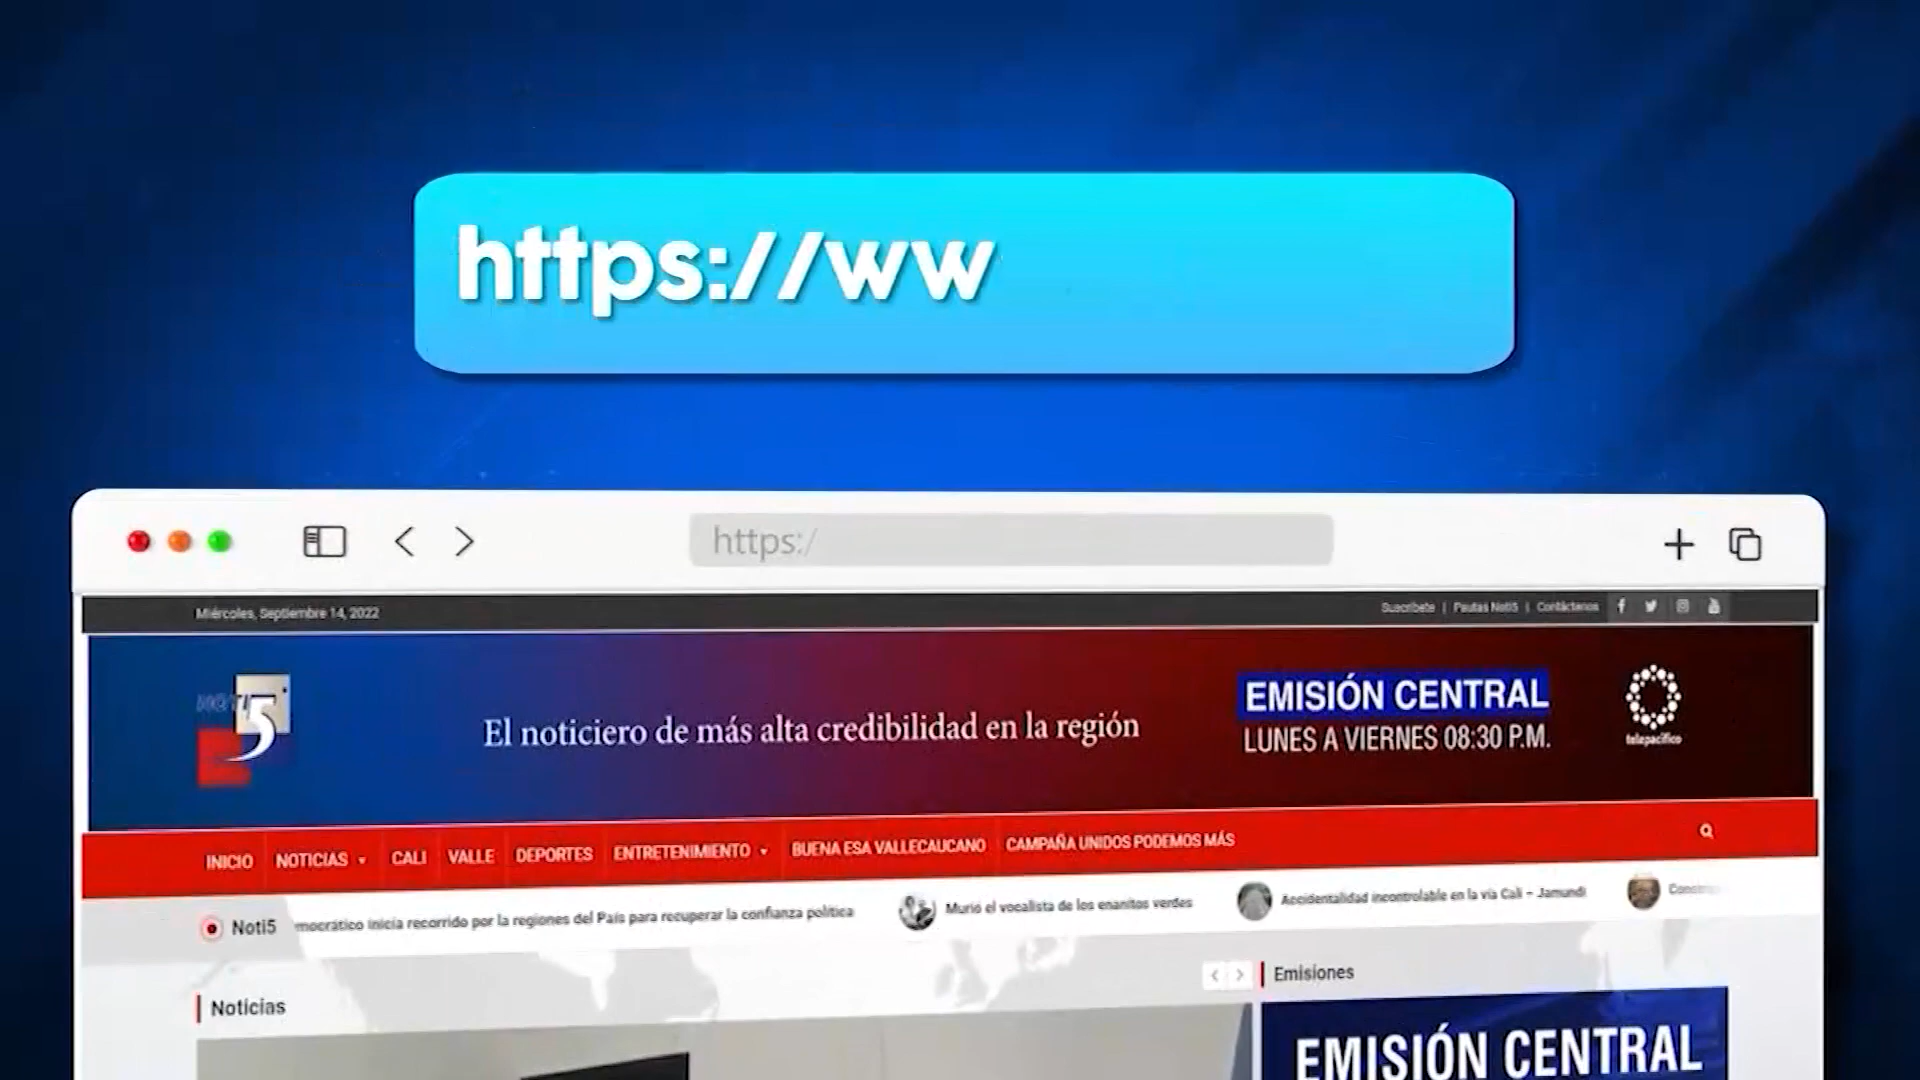 https://ww
https:/
Miércoles, Septiembre 14, 2022
Suscribete | Pautas Noti5 | Contáctenos
NOTI 5
El noticiero de más alta credibilidad en la región
EMISIÓN CENTRAL
LUNES A VIERNES 08:30 P.M.
telepacífico
INICIO NOTICIAS CALI VALLE DEPORTES ENTRETENIMIENTO BUENA ESA VALLECAUCANO CAMPAÑA UNIDOS PODEMOS MÁS
Noti5 mocrático inicia recorrido por la regiones del País para recuperar la confianza política Murió el vocalista de los enanitos verdes Accidentalidad incontrolable en la vía Cali – Jamundí
Noticias
Emisiones
EMISIÓN CENTRAL